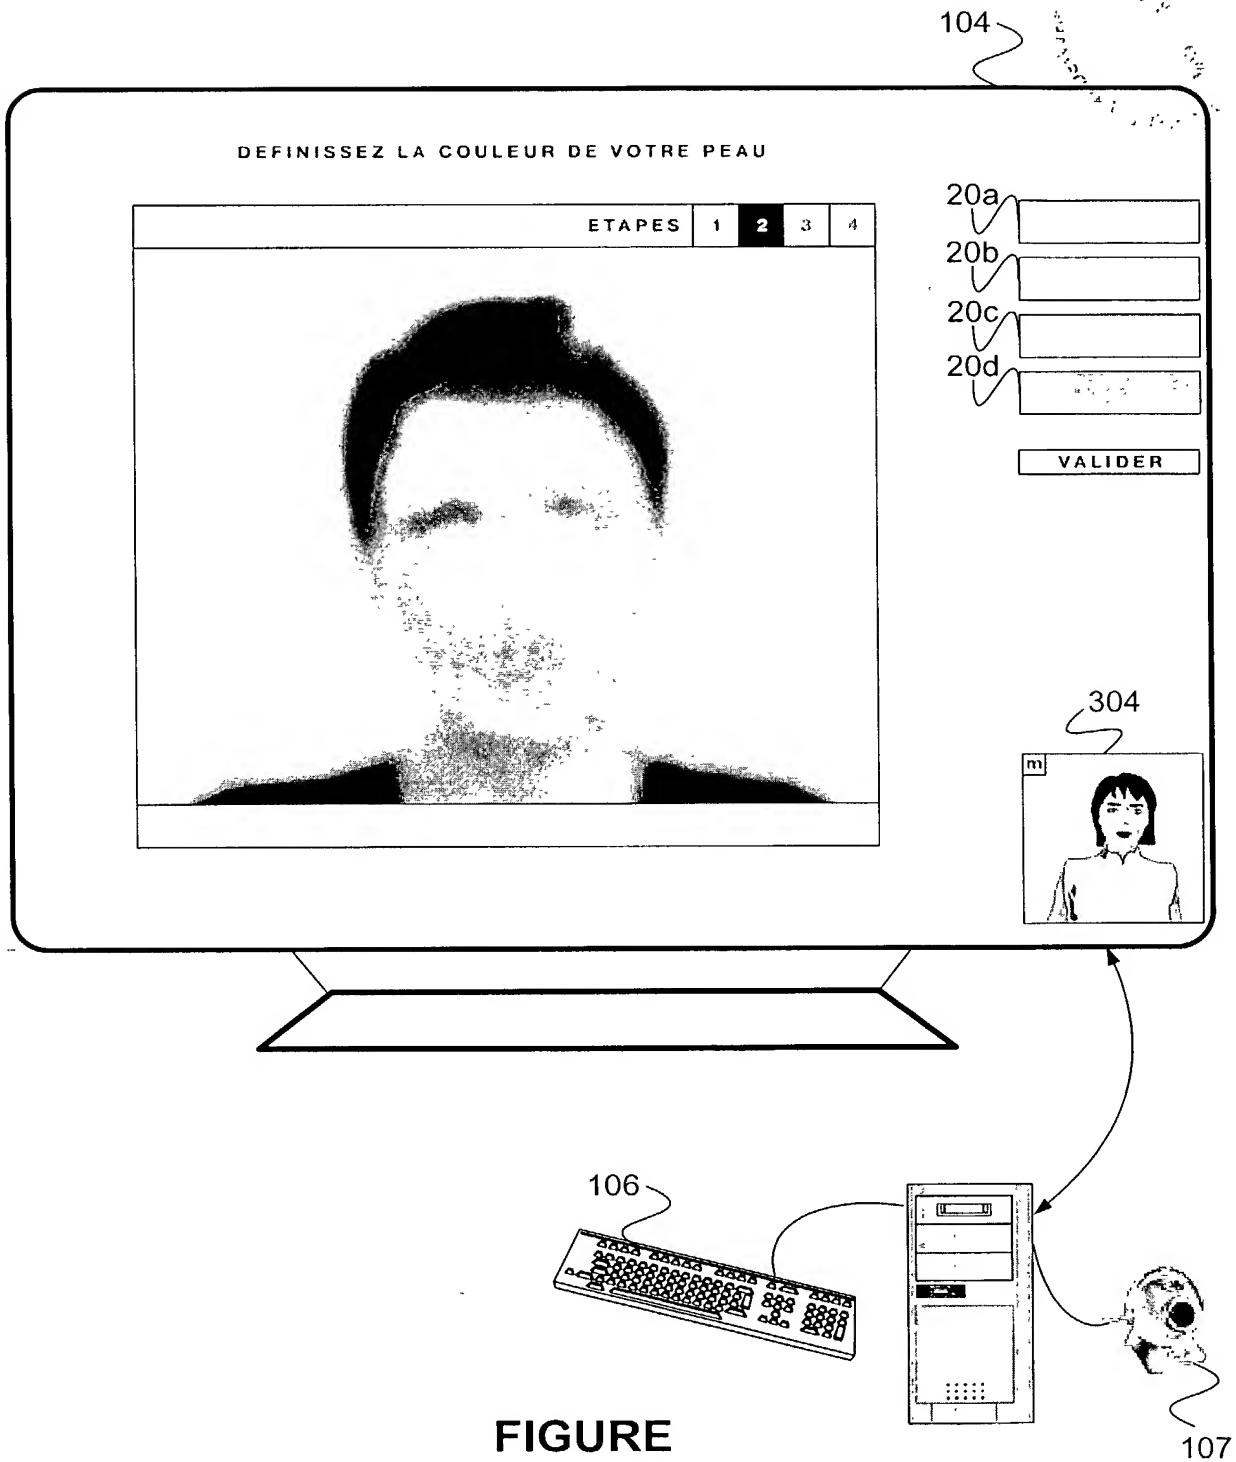 104
DEFINISSEZ LA COULEUR DE VOTRE PEAU
ETAPES 1 2 3 4
20a
20b
20c
20d
VALIDER
304
m
106
FIGURE
107